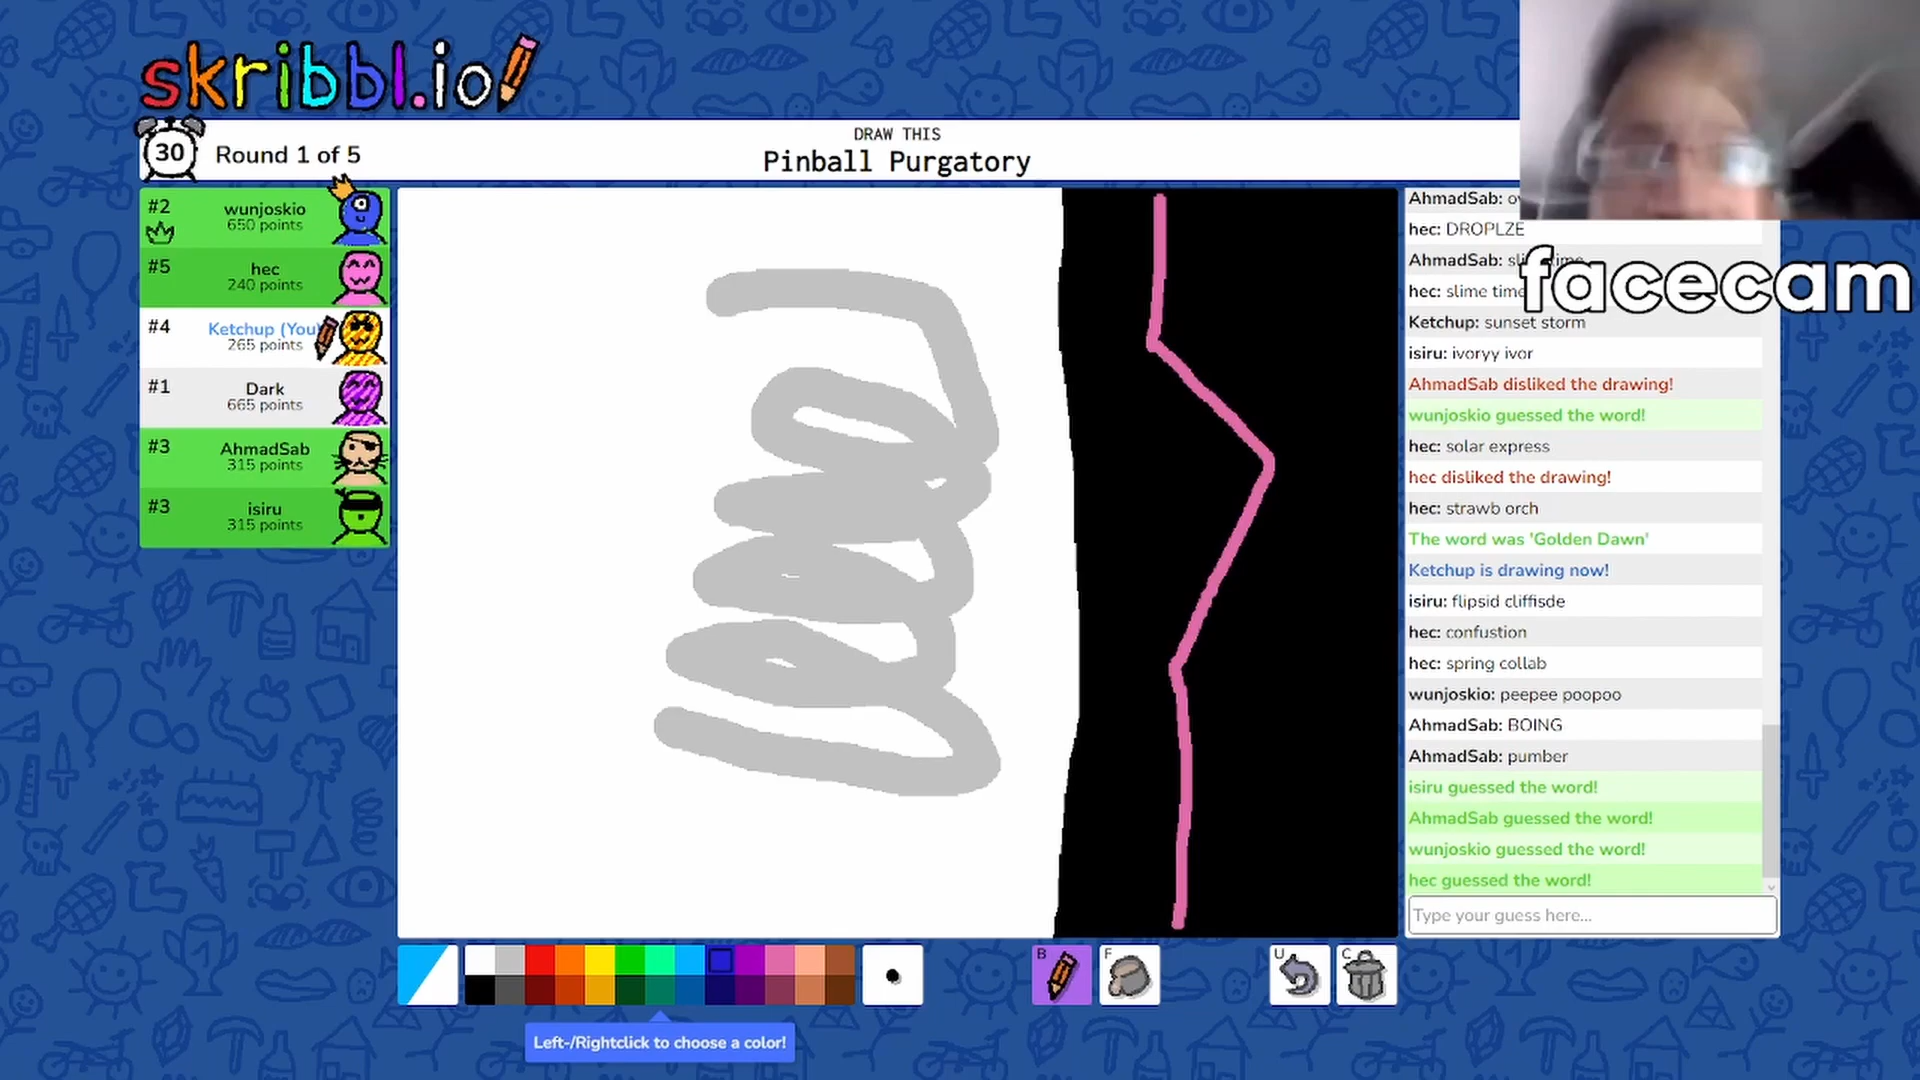 skribbl.io
30
Round 1 of 5
DRAW THIS
Pinball Purgatory
#2
wunjoskio
650 points
#5
hec
240 points
#4
Ketchup (You)
265 points
#1
Dark
665 points
#3
AhmadSab
315 points
#3
isiru
315 points
AhmadSab:
hec: DROPLZE
AhmadSab:
hec: slime time
Ketchup: sunset storm
isiru: ivoryy ivor
AhmadSab disliked the drawing!
wunjoskio guessed the word!
hec: solar express
hec disliked the drawing!
hec: strawb orch
The word was 'Golden Dawn'
Ketchup is drawing now!
isiru: flipsid cliffisde
hec: confustion
hec: spring collab
wunjoskio: peepee poopoo
AhmadSab: BOING
AhmadSab: pumber
isiru guessed the word!
AhmadSab guessed the word!
wunjoskio guessed the word!
hec guessed the word!
Type your guess here...
facecam
B
F
U
C
Left-/Rightclick to choose a color!